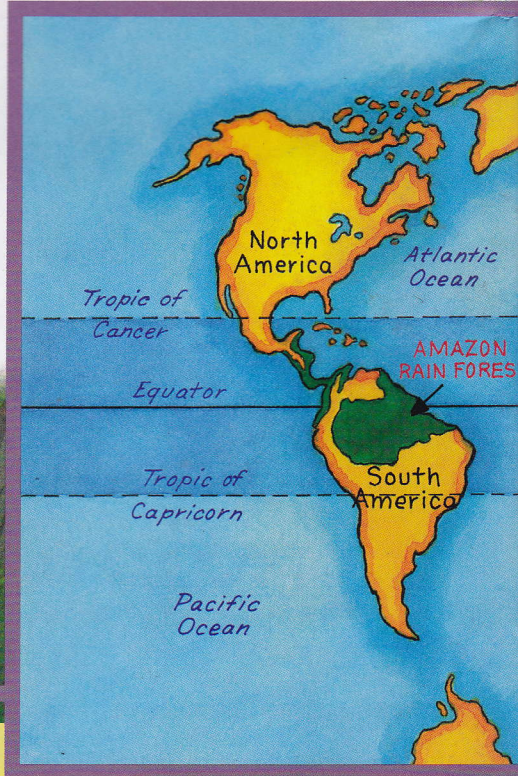 North
America
Atlantic
Ocean
Tropic of
Cancer
AMAZON
RAIN FORES
Equator
South
America
Tropic of
Capricorn
Pacific
Ocean